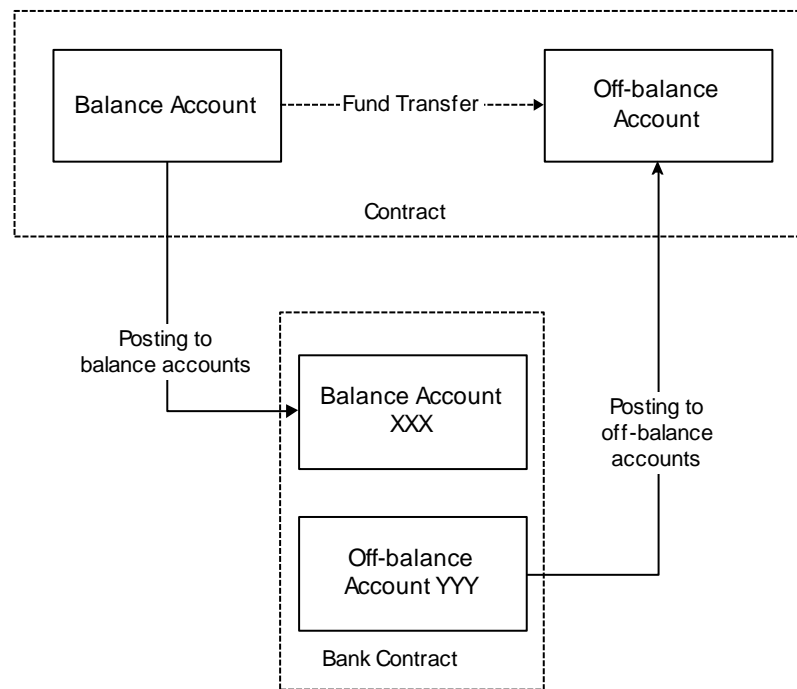 Balance Account
Fund Transfer
Off-balance
Account
Contract
Posting to
balance accounts
Balance Account
XXX
Posting to
off-balance
accounts
Off-balance
Account YYY
Bank Contract